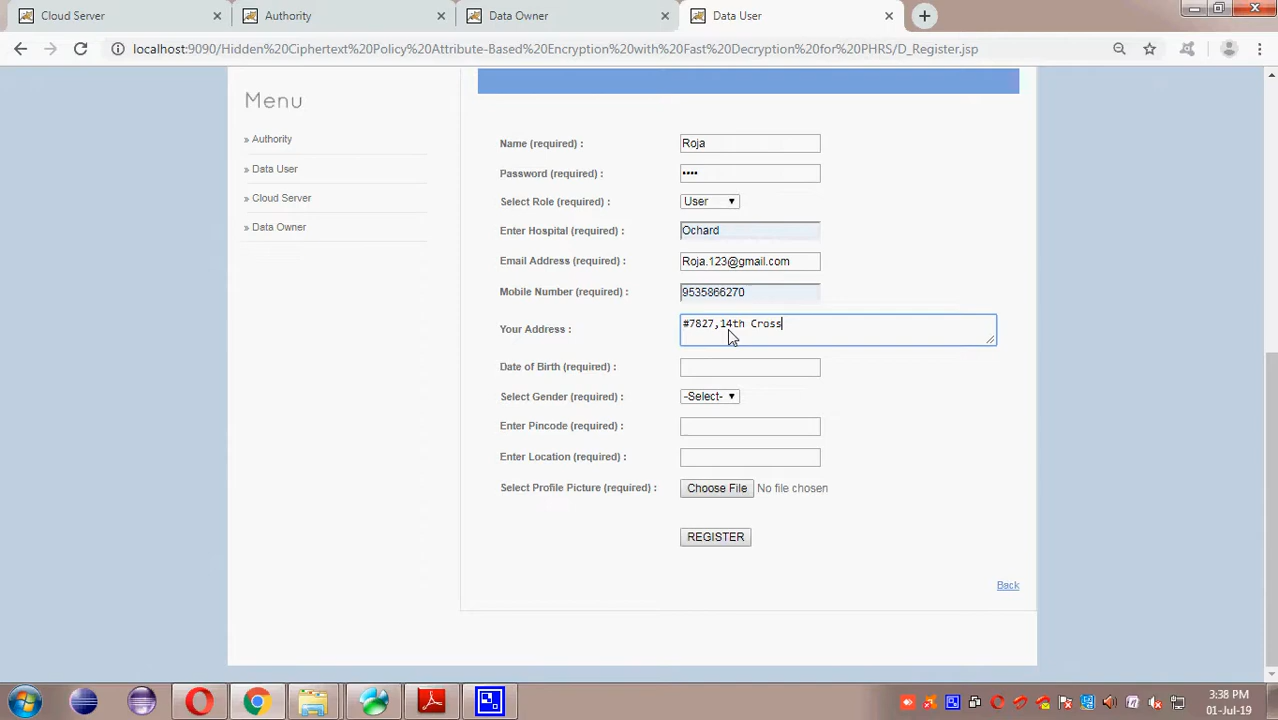 Cloud Server
Authority
Data Owner
Data User
localhost:9090/Hidden%20Ciphertext%20Policy%20Attribute-Based%20Encryption%20with%20Fast%20Decryption%20for%20PHRS/D_Register.jsp
Menu
» Authority
» Data User
» Cloud Server
» Data Owner
Name (required) : Roja
Password (required) : ••••
Select Role (required) : User
Enter Hospital (required) : Ochard
Email Address (required) : Roja.123@gmail.com
Mobile Number (required) : 9535866270
Your Address : #7827,14th Cross
Date of Birth (required) :
Select Gender (required) : -Select-
Enter Pincode (required) :
Enter Location (required) :
Select Profile Picture (required) : Choose File No file chosen
REGISTER
Back
3:38 PM
01-Jul-19